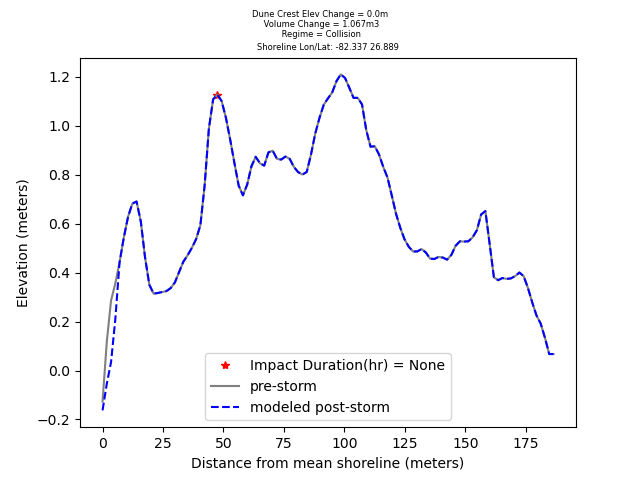 Dune Crest Elev Change = 0.0m
Volume Change = 1.067m3
Regime = Collision
Shoreline Lon/Lat: -82.337 26.889
1.2
1.0
0.8
0.6
0.4
0.2
0.0
−0.2
Elevation (meters)
Impact Duration(hr) = None
pre-storm
modeled post-storm
0
25
50
75
100
125
150
175
Distance from mean shoreline (meters)